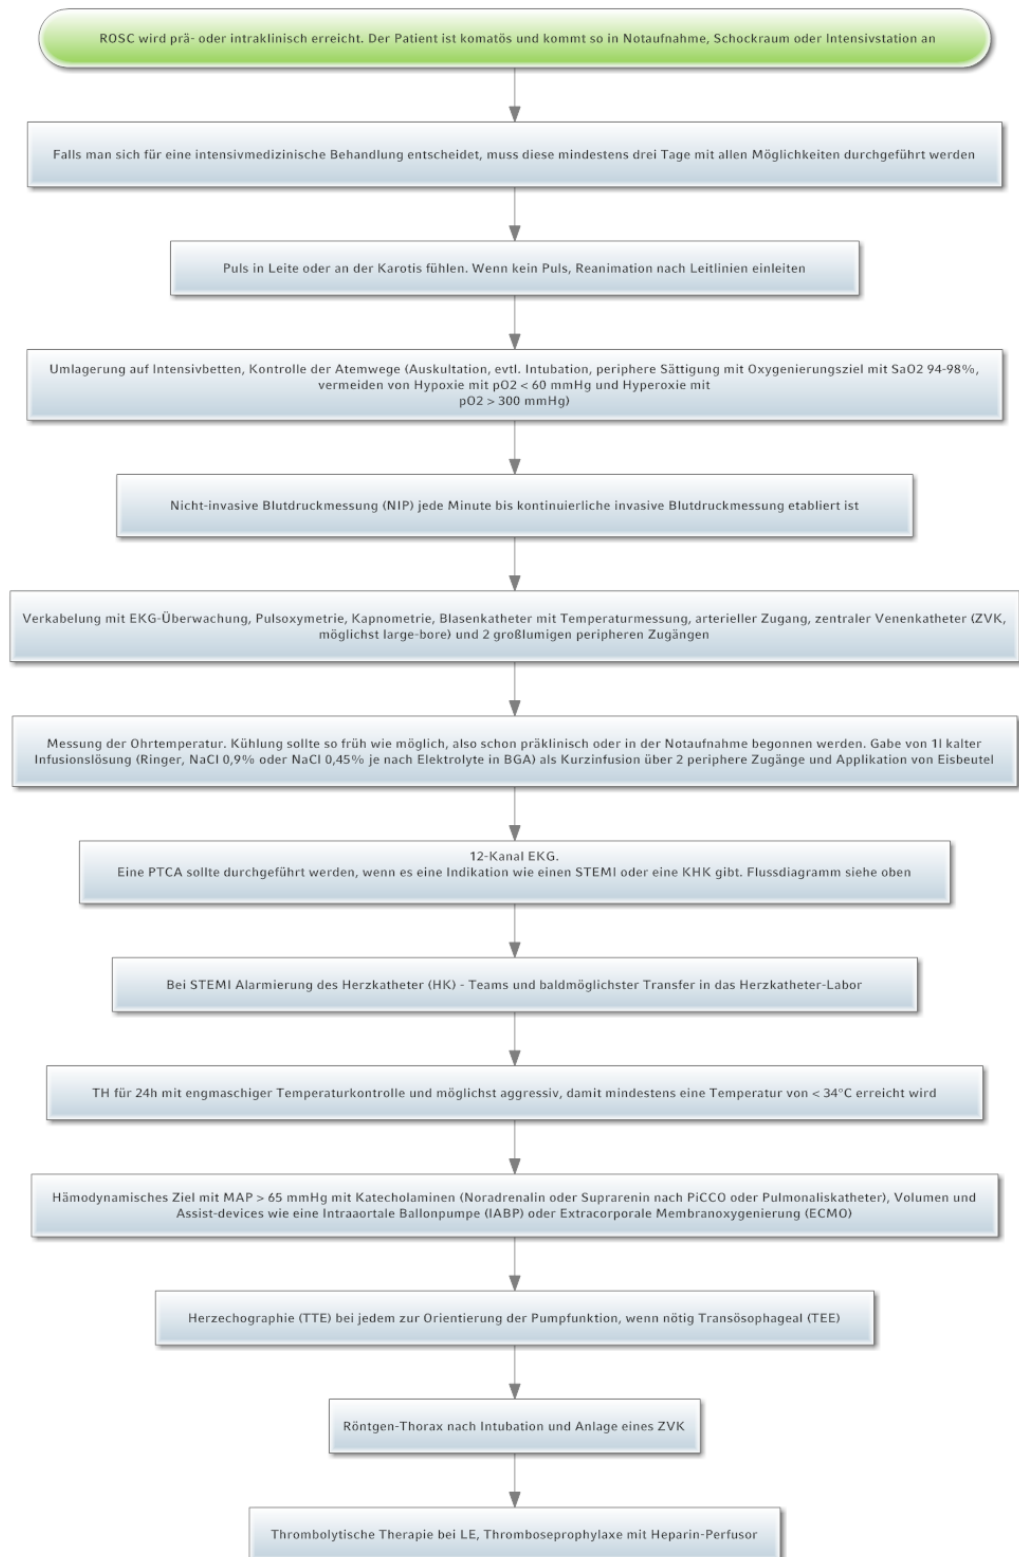 ROSC wird prä- oder intraklinisch erreicht. Der Patient ist komatös und kommt so in Notaufnahme, Schockraum oder Intensivstation an
Falls man sich für eine intensivmedizinische Behandlung entscheidet, muss diese mindestens drei Tage mit allen Möglichkeiten durchgeführt werden
Puls in Leite oder an der Karotis fühlen. Wenn kein Puls, Reanimation nach Leitlinien einleiten
Umlagerung auf Intensivbetten, Kontrolle der Atemwege (Auskultation, evtl. Intubation, periphere Sättigung mit Oxygenierungsziel mit SaO2 94-98%,
vermeiden von Hypoxie mit pO2 < 60 mmHg und Hyperoxie mit
pO2 > 300 mmHg)
Nicht-invasive Blutdruckmessung (NIP) jede Minute bis kontinuierliche invasive Blutdruckmessung etabliert ist
Verkabelung mit EKG-Überwachung, Pulsoxymetrie, Kapnometrie, Blasenkatheter mit Temperaturmessung, arterieller Zugang, zentraler Venenkatheter (ZVK,
möglichst large-bore) und 2 großlumigen peripheren Zugängen
Messung der Ohrtemperatur. Kühlung sollte so früh wie möglich, also schon präklinisch oder in der Notaufnahme begonnen werden. Gabe von 1l kalter
Infusionslösung (Ringer, NaCl 0,9% oder NaCl 0,45% je nach Elektrolyte in BGA) als Kurzinfusion über 2 periphere Zugänge und Applikation von Eisbeutel
12-Kanal EKG.
Eine PTCA sollte durchgeführt werden, wenn es eine Indikation wie einen STEMI oder eine KHK gibt. Flussdiagramm siehe oben
Bei STEMI Alarmierung des Herzkatheter (HK) - Teams und baldmöglichster Transfer in das Herzkatheter-Labor
TH für 24h mit engmaschiger Temperaturkontrolle und möglichst aggressiv, damit mindestens eine Temperatur von < 34°C erreicht wird
Hämodynamisches Ziel mit MAP > 65 mmHg mit Katecholaminen (Noradrenalin oder Suprarenin nach PiCCO oder Pulmonaliskatheter), Volumen und
Assist-devices wie eine Intraaortale Ballonpumpe (IABP) oder Extracorporale Membranoxygenierung (ECMO)
Herzechographie (TTE) bei jedem zur Orientierung der Pumpfunktion, wenn nötig Transösophageal (TEE)
Röntgen-Thorax nach Intubation und Anlage eines ZVK
Thrombolytische Therapie bei LE, Thromboseprophylaxe mit Heparin-Perfusor